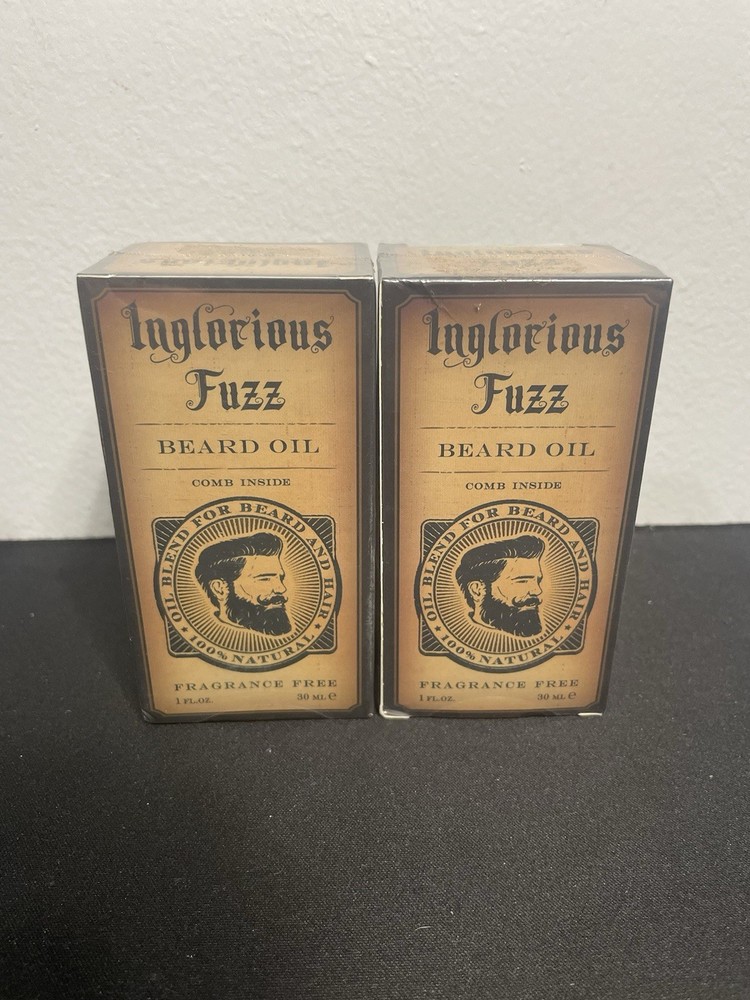 Inglorious
Fuzz
BEARD OIL
COMB INSIDE
OIL BLEND FOR BEARD AND HAIR
★ 100% NATURAL ★
FRAGRANCE FREE
1 FL.OZ. 30 ML ℮
Inglorious
Fuzz
BEARD OIL
COMB INSIDE
OIL BLEND FOR BEARD AND HAIR
★ 100% NATURAL ★
FRAGRANCE FREE
1 FL.OZ. 30 ML ℮